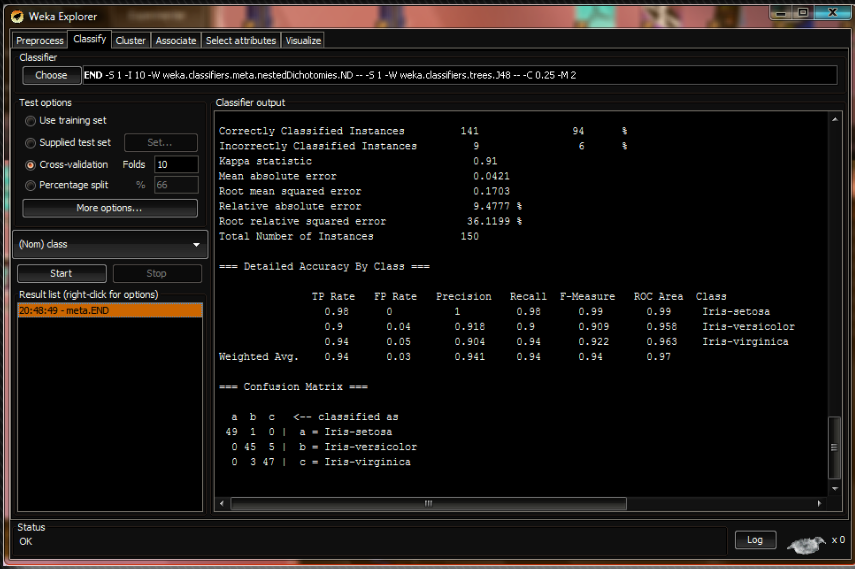 Weka Explorer
Preprocess Classify Cluster Associate Select attributes Visualize
Classifier
Choose END -S 1 -I 10 -W weka.classifiers.meta.nestedDichotomies.ND -- -S 1 -W weka.classifiers.trees.J48 -- -C 0.25 -M 2
Test options
Use training set
Supplied test set Set...
Cross-validation Folds 10
Percentage split % 66
More options...
(Nom) class
Start Stop
Result list (right-click for options)
20:48:49 - meta.END
Classifier output
Correctly Classified Instances 141 94 %
Incorrectly Classified Instances 9 6 %
Kappa statistic 0.91
Mean absolute error 0.0421
Root mean squared error 0.1703
Relative absolute error 9.4777 %
Root relative squared error 36.1199 %
Total Number of Instances 150
=== Detailed Accuracy By Class ===
TP Rate FP Rate Precision Recall F-Measure ROC Area Class
0.98 0 1 0.98 0.99 0.99 Iris-setosa
0.9 0.04 0.918 0.9 0.909 0.958 Iris-versicolor
0.94 0.05 0.904 0.94 0.922 0.963 Iris-virginica
Weighted Avg. 0.94 0.03 0.941 0.94 0.94 0.97
=== Confusion Matrix ===
a b c <-- classified as
49 1 0 | a = Iris-setosa
0 45 5 | b = Iris-versicolor
0 3 47 | c = Iris-virginica
Status
OK
Log x 0